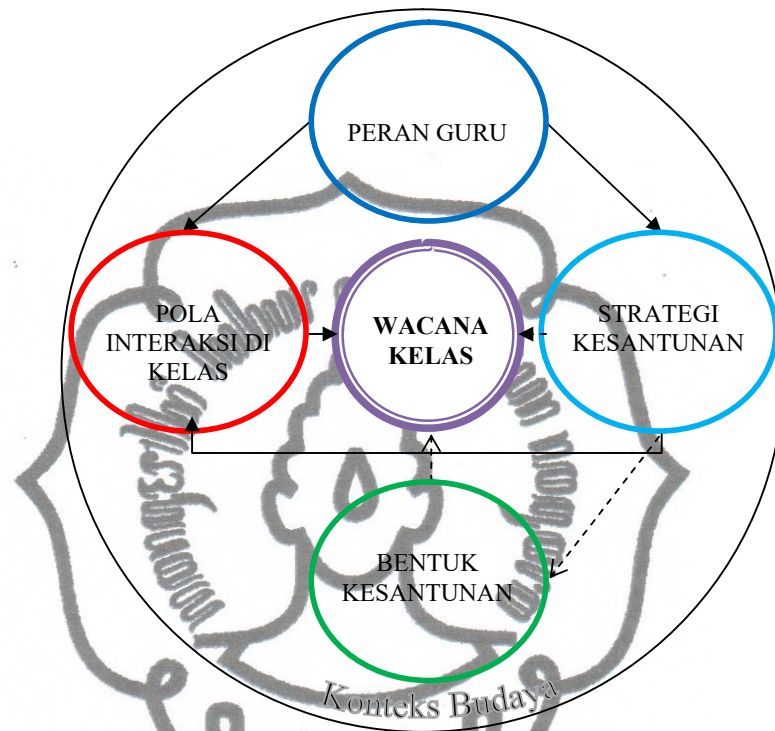 PERAN GURU
POLA
INTERAKSI DI
KELAS
WACANA
KELAS
STRATEGI
KESANTUNAN
BENTUK
KESANTUNAN
Konteks Budaya